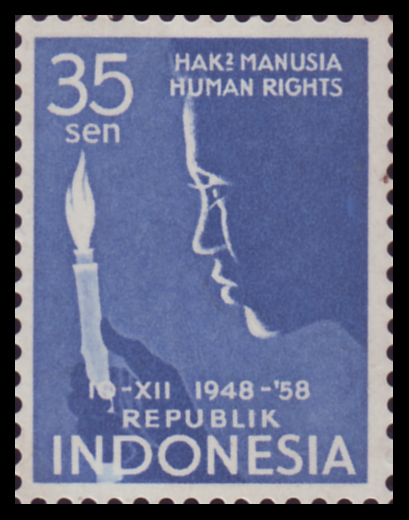 35
sen
HAK2 MANUSIA
HUMAN RIGHTS
10-XII 1948-'58
REPUBLIK
INDONESIA